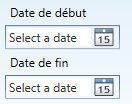 Date de début
Select a date 15
Date de fin
Select a date 15